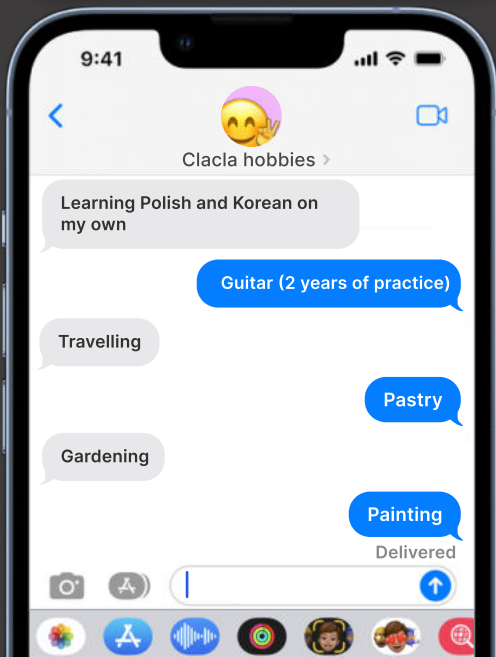 9:41
Clacla hobbies
Learning Polish and Korean on
my own
Guitar (2 years of practice)
Travelling
Pastry
Gardening
Painting
Delivered